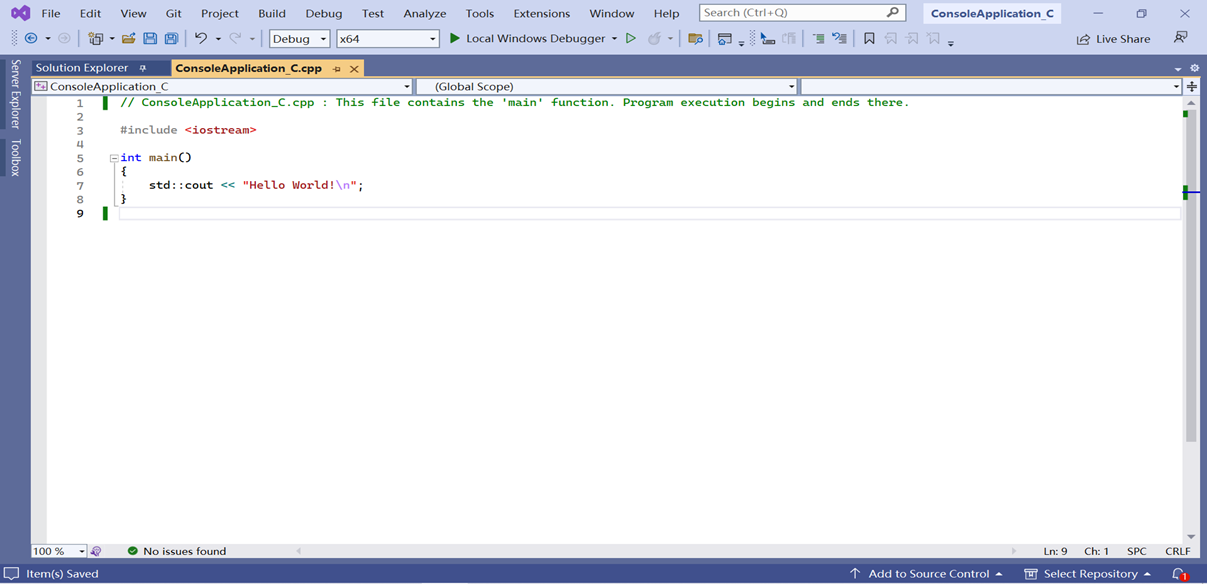 File Edit View Git Project Build Debug Test Analyze Tools Extensions Window Help Search (Ctrl+Q) ConsoleApplication_C
Debug x64 Local Windows Debugger Live Share
Server Explorer
Toolbox
Solution Explorer ConsoleApplication_C.cpp
ConsoleApplication_C (Global Scope)
1 // ConsoleApplication_C.cpp : This file contains the 'main' function. Program execution begins and ends there.
2
3 #include <iostream>
4
5 int main()
6 {
7 std::cout << "Hello World!\n";
8 }
9
100 % No issues found Ln: 9 Ch: 1 SPC CRLF
Item(s) Saved Add to Source Control Select Repository 1